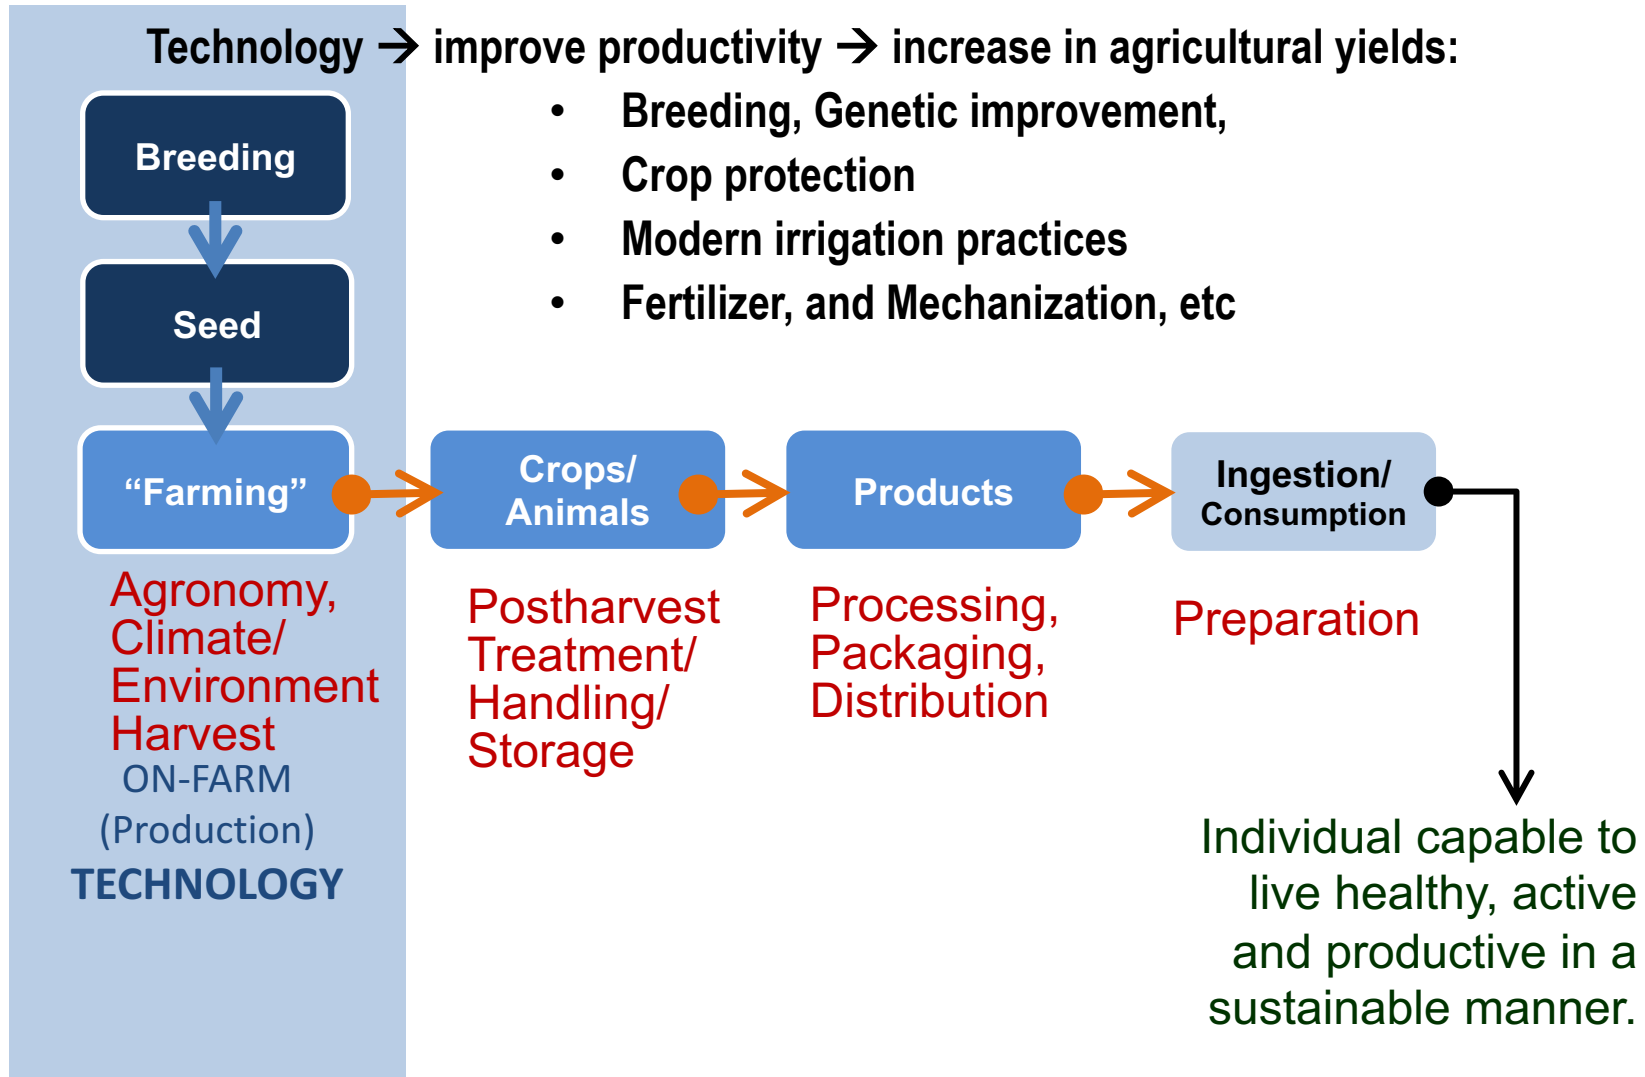 Technology → improve productivity → increase in agricultural yields:
• Breeding, Genetic improvement,
• Crop protection
• Modern irrigation practices
• Fertilizer, and Mechanization, etc
Breeding
Seed
“Farming”
Crops/
Animals
Products
Ingestion/
Consumption
Agronomy,
Climate/
Environment
Harvest
ON-FARM
(Production)
TECHNOLOGY
Postharvest
Treatment/
Handling/
Storage
Processing,
Packaging,
Distribution
Preparation
Individual capable to
live healthy, active
and productive in a
sustainable manner.